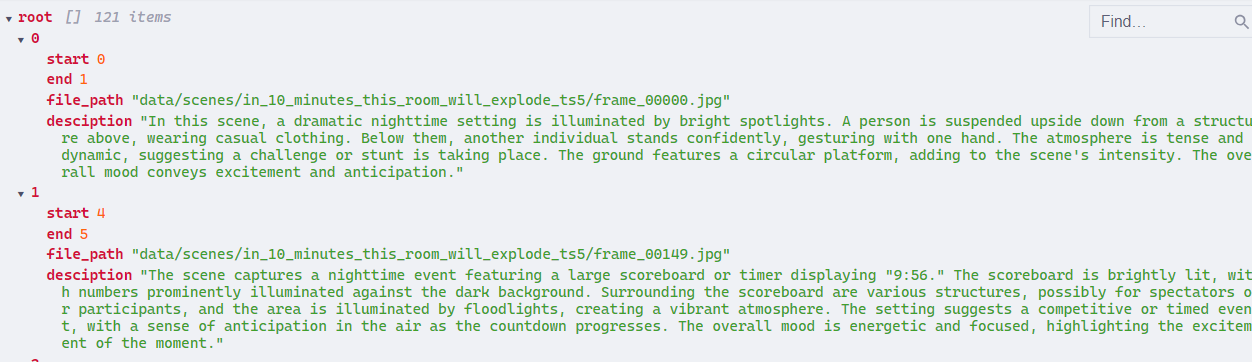 root [] 121 items
Find...
0
start 0
end 1
file_path "data/scenes/in_10_minutes_this_room_will_explode_ts5/frame_00000.jpg"
desciption "In this scene, a dramatic nighttime setting is illuminated by bright spotlights. A person is suspended upside down from a structu
re above, wearing casual clothing. Below them, another individual stands confidently, gesturing with one hand. The atmosphere is tense and
dynamic, suggesting a challenge or stunt is taking place. The ground features a circular platform, adding to the scene's intensity. The ove
rall mood conveys excitement and anticipation."
1
start 4
end 5
file_path "data/scenes/in_10_minutes_this_room_will_explode_ts5/frame_00149.jpg"
desciption "The scene captures a nighttime event featuring a large scoreboard or timer displaying "9:56." The scoreboard is brightly lit, wit
h numbers prominently illuminated against the dark background. Surrounding the scoreboard are various structures, possibly for spectators o
r participants, and the area is illuminated by floodlights, creating a vibrant atmosphere. The setting suggests a competitive or timed even
t, with a sense of anticipation in the air as the countdown progresses. The overall mood is energetic and focused, highlighting the excitem
ent of the moment."